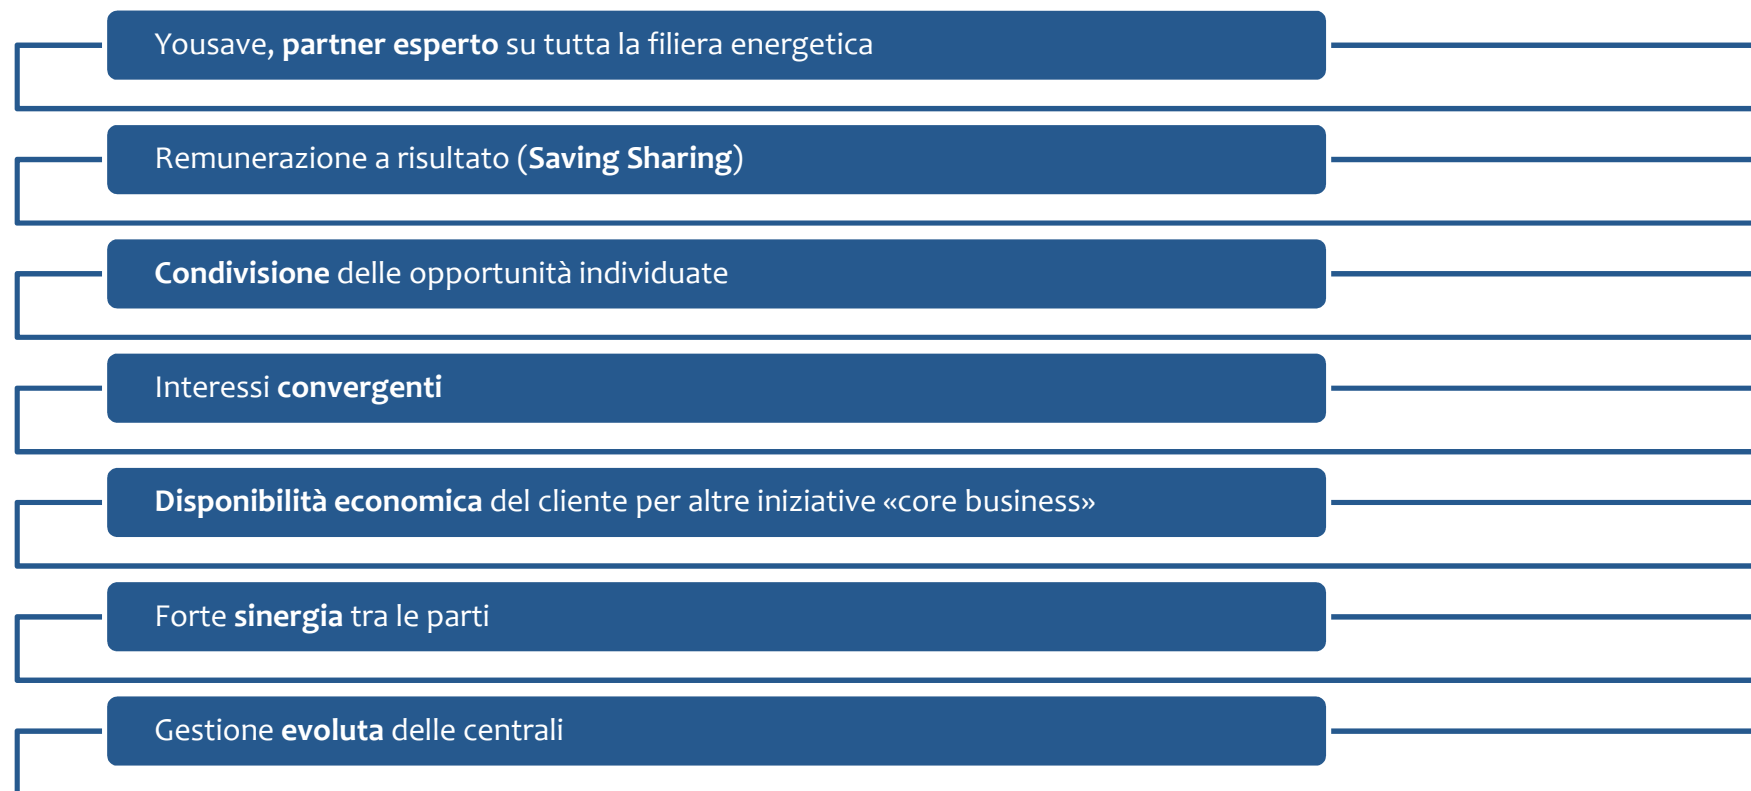 Yousave, partner esperto su tutta la filiera energetica
Remunerazione a risultato (Saving Sharing)
Condivisione delle opportunità individuate
Interessi convergenti
Disponibilità economica del cliente per altre iniziative «core business»
Forte sinergia tra le parti
Gestione evoluta delle centrali